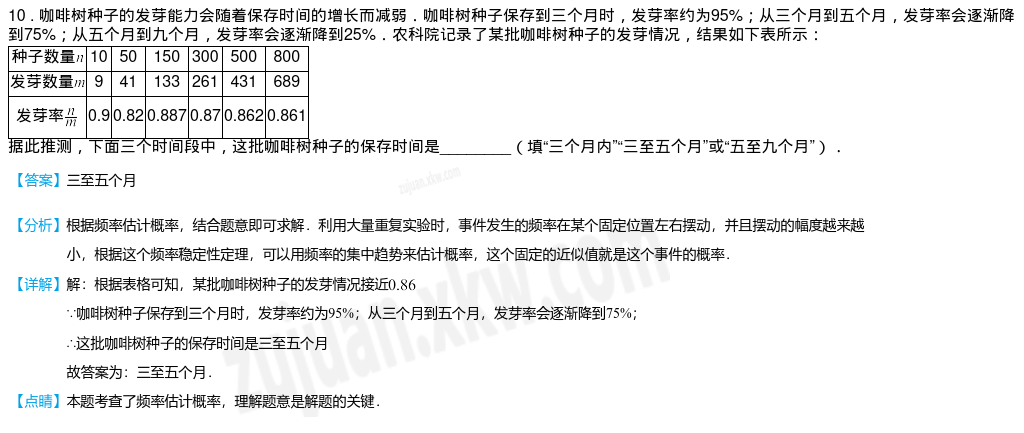 10．咖啡树种子的发芽能力会随着保存时间的增长而减弱．咖啡树种子保存到三个月时，发芽率约为95%；从三个月到五个月，发芽率会逐渐降
到75%；从五个月到九个月，发芽率会逐渐降到25%．农科院记录了某批咖啡树种子的发芽情况，结果如下表所示：
种子数量n 10 50 150 300 500 800
发芽数量m 9 41 133 261 431 689
发芽率n/m 0.9 0.82 0.887 0.87 0.862 0.861
据此推测，下面三个时间段中，这批咖啡树种子的保存时间是________（填“三个月内”“三至五个月”或“五至九个月”）．
【答案】三至五个月
【分析】根据频率估计概率，结合题意即可求解．利用大量重复实验时，事件发生的频率在某个固定位置左右摆动，并且摆动的幅度越来越
小，根据这个频率稳定性定理，可以用频率的集中趋势来估计概率，这个固定的近似值就是这个事件的概率．
【详解】解：根据表格可知，某批咖啡树种子的发芽情况接近0.86
∵咖啡树种子保存到三个月时，发芽率约为95%；从三个月到五个月，发芽率会逐渐降到75%；
∴这批咖啡树种子的保存时间是三至五个月
故答案为：三至五个月．
【点睛】本题考查了频率估计概率，理解题意是解题的关键．
zujuan.xkw.com
zujuan.xkw.com